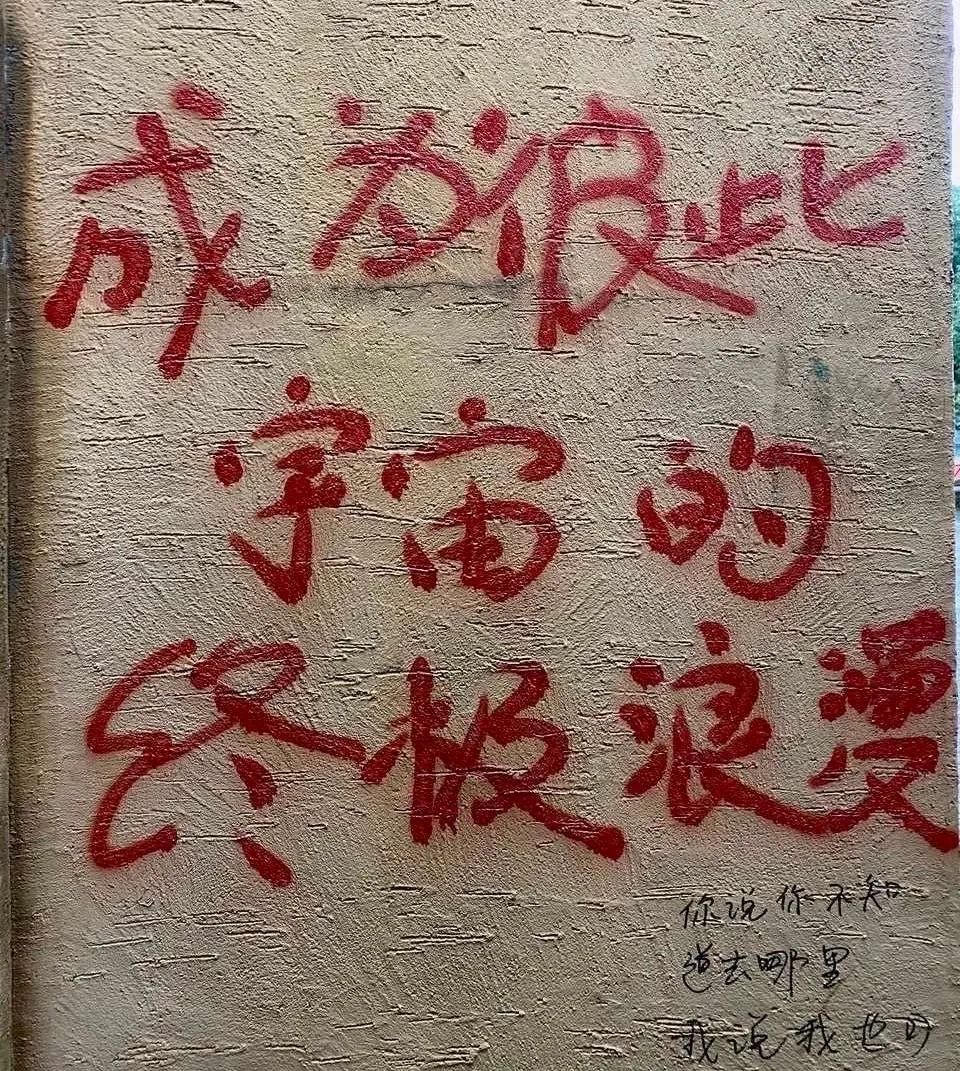 成为彼此
宇宙的
终极浪漫
你说你不知
道去哪里
我说我也